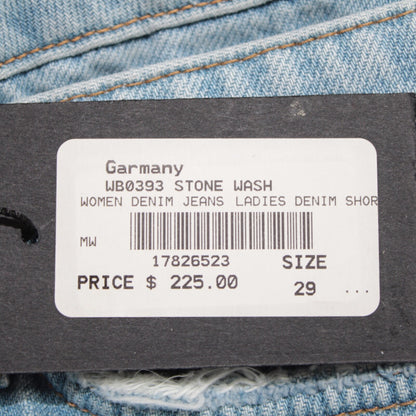 Garmany
WB0393 STONE WASH
WOMEN DENIM JEANS LADIES DENIM SHOR
MW
17826523
SIZE
PRICE $ 225.00
29 ...